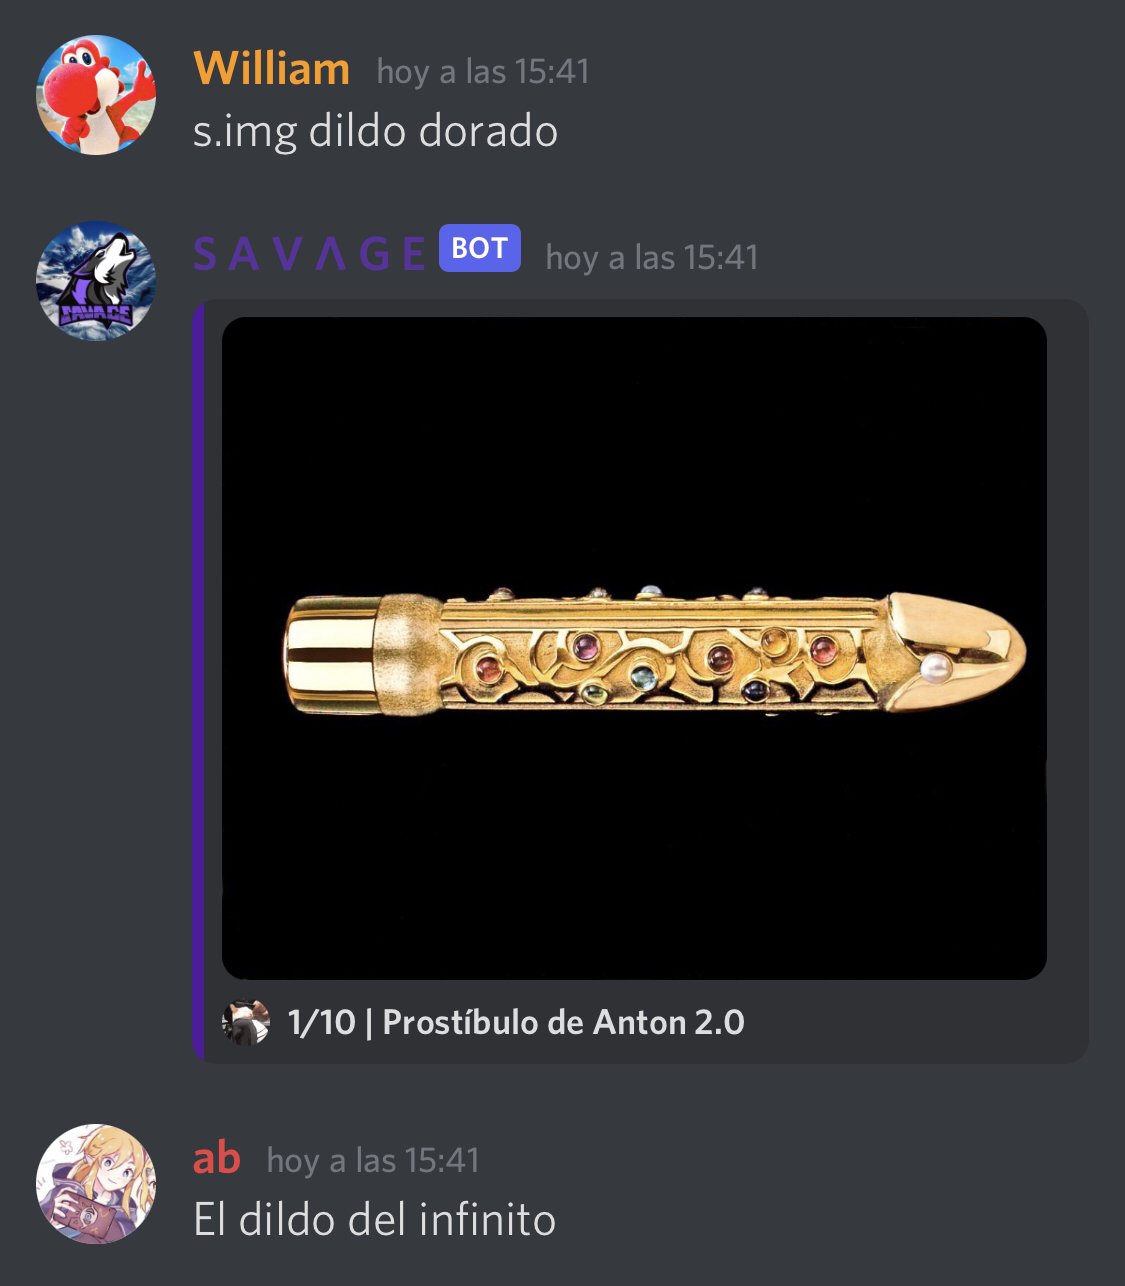 William hoy a las 15:41
s.img dildo dorado
SAVΛGE BOT hoy a las 15:41
SAVAGE
1/10 | Prostíbulo de Anton 2.0
ab hoy a las 15:41
El dildo del infinito